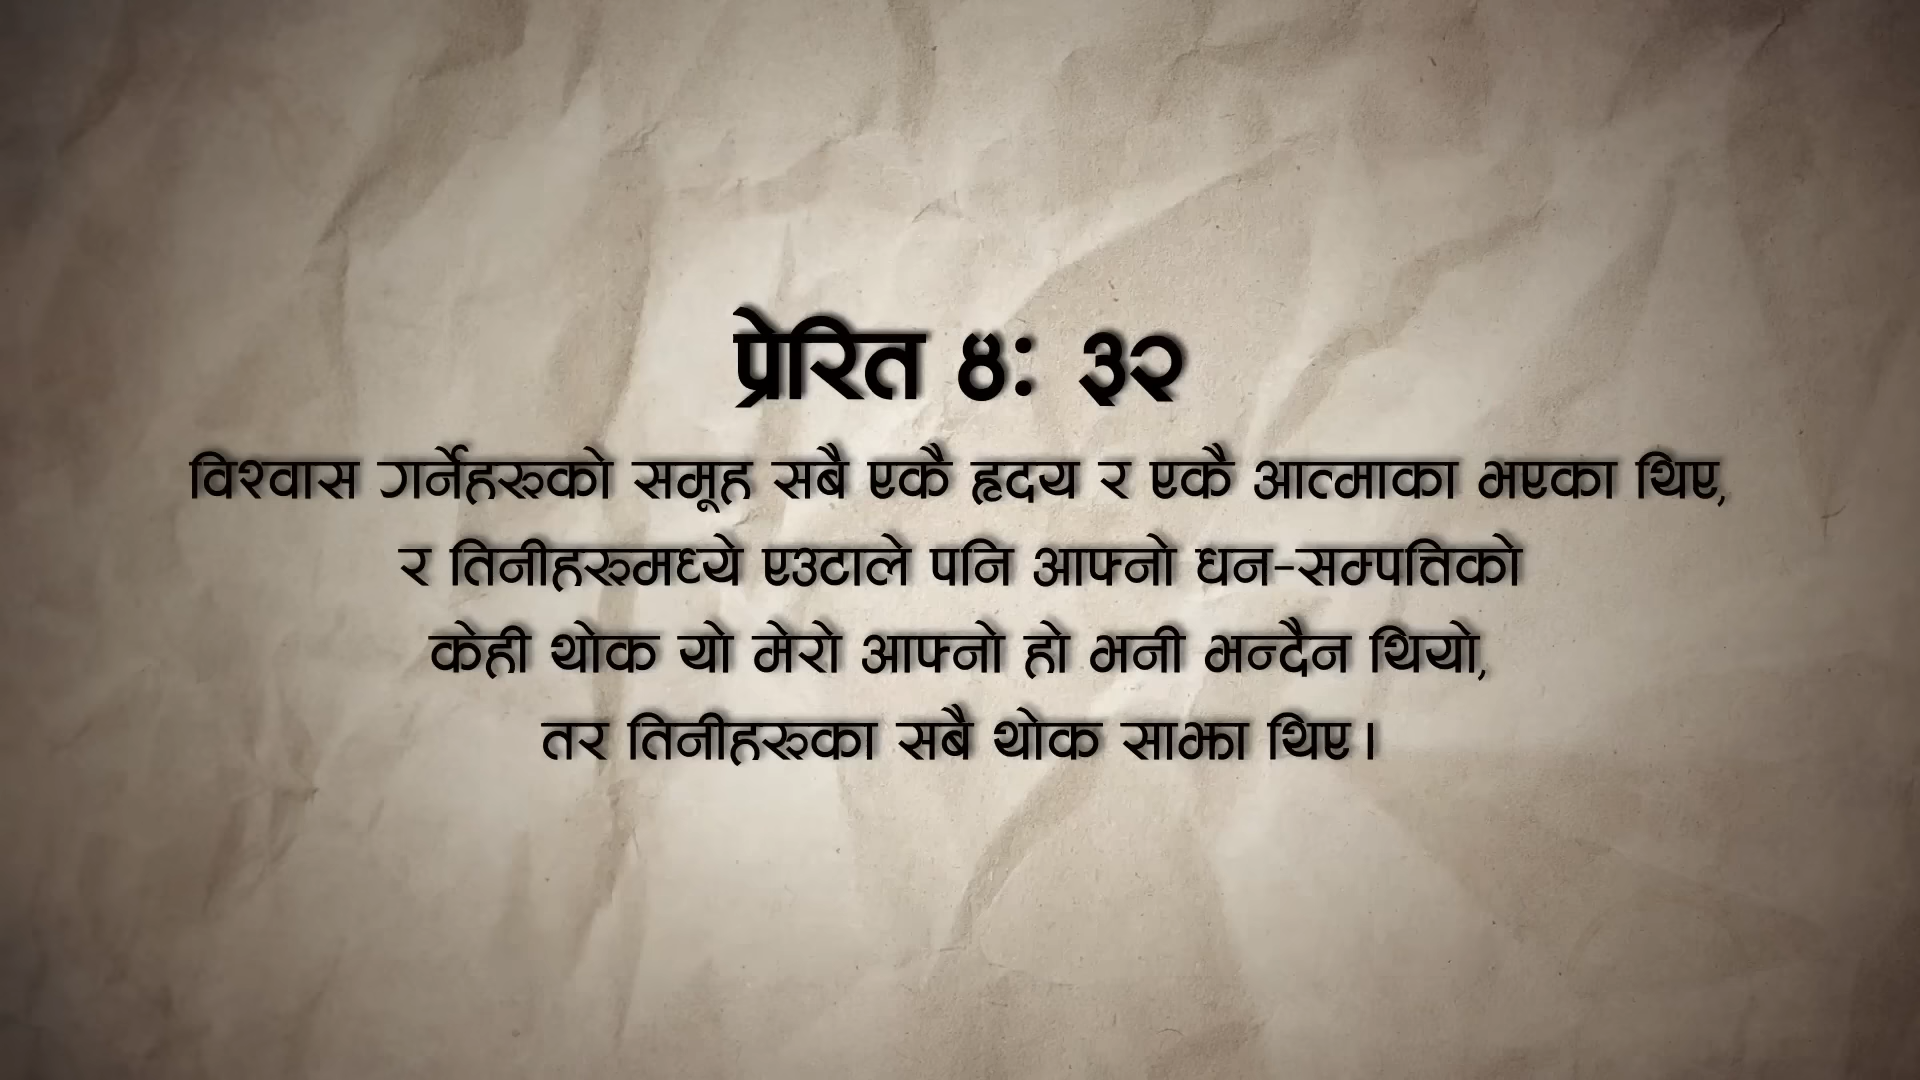 प्रेरित ४: ३२
विश्वास गर्नेहरुको समूह सबै एकै हृदय र एकै आत्माका भएका थिए,
र तिनीहरुमध्ये एउटाले पनि आफ्नो धन-सम्पत्तिको
केही थोक यो मेरो आफ्नो हो भनी भन्दैन थियो,
तर तिनीहरुका सबै थोक साझा थिए।